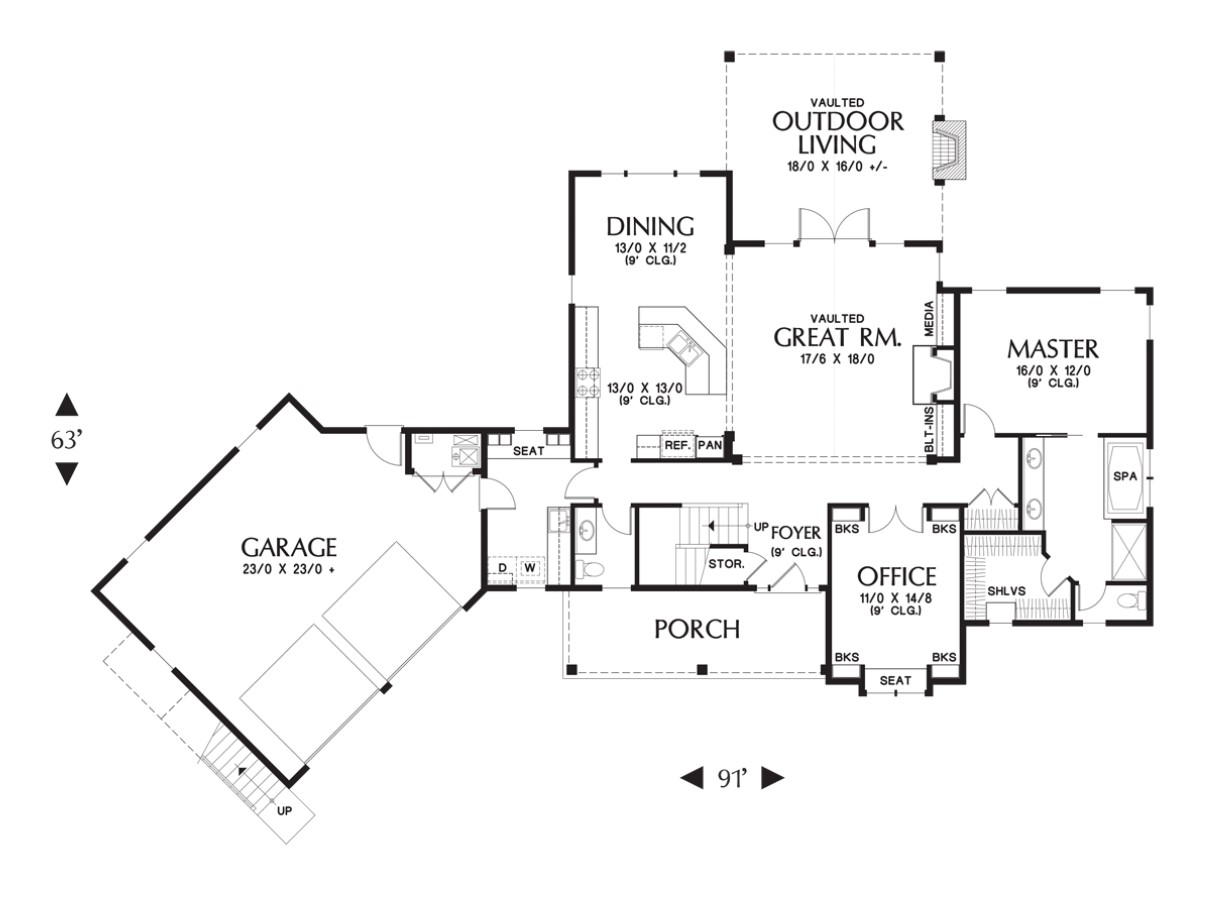 VAULTED
OUTDOOR
LIVING
18/0 X 16/0 +/-
DINING
13/0 X 11/2
(9' CLG.)
VAULTED
GREAT RM.
17/6 X 18/0
MEDIA
BLT-INS
MASTER
16/0 X 12/0
(9' CLG.)
13/0 X 13/0
(9' CLG.)
REF.
PAN
63'
SEAT
SPA
GARAGE
23/0 X 23/0 +
UP
FOYER
(9' CLG.)
STOR.
D
W
BKS
BKS
OFFICE
11/0 X 14/8
(9' CLG.)
SHLVS
PORCH
BKS
BKS
SEAT
UP
91'